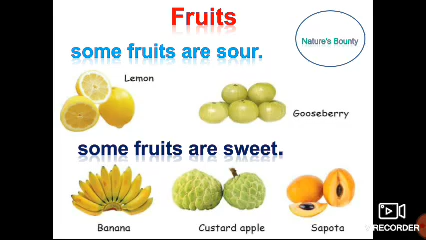 Fruits
Nature's Bounty
some fruits are sour.
Lemon
Gooseberry
some fruits are sweet.
Banana
Custard apple
Sapota
RECORDER